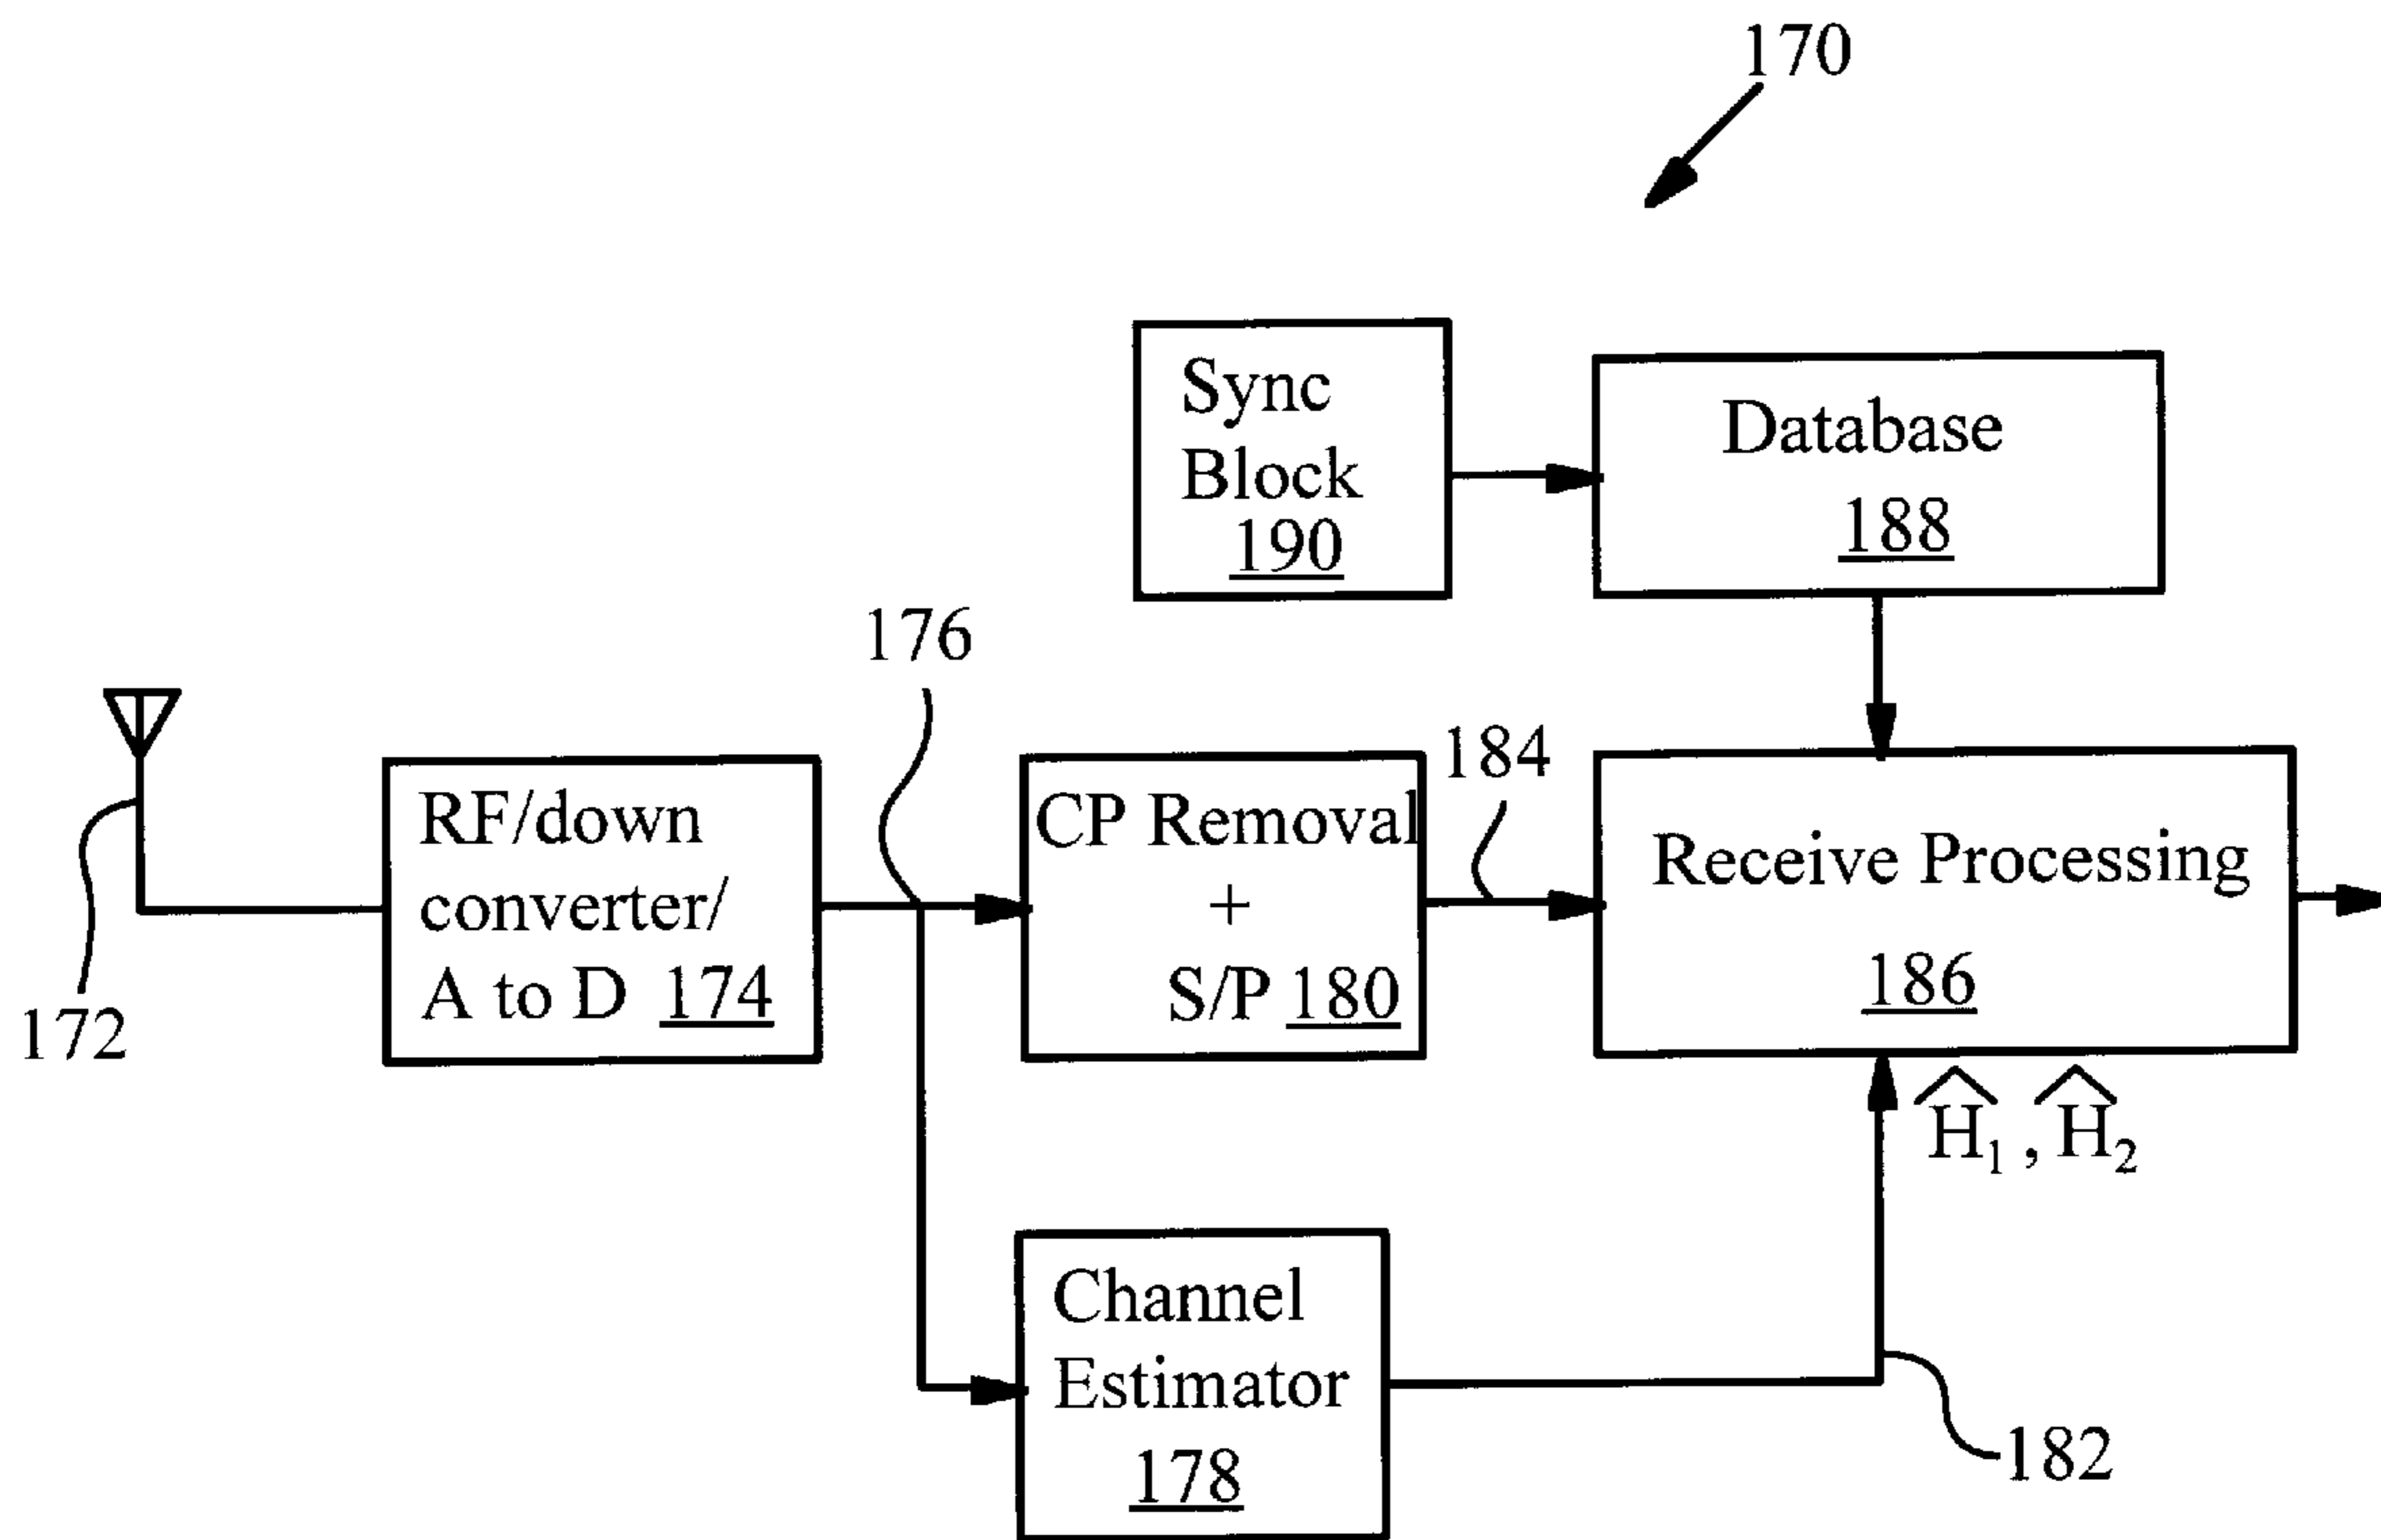 170
Sync
Block
190
Database
188
176
184
RF/down
converter/
A to D 174
CP Removal
+
S/P 180
Receive Processing
186
172
Ĥ₁ , Ĥ₂
Channel
Estimator
178
182